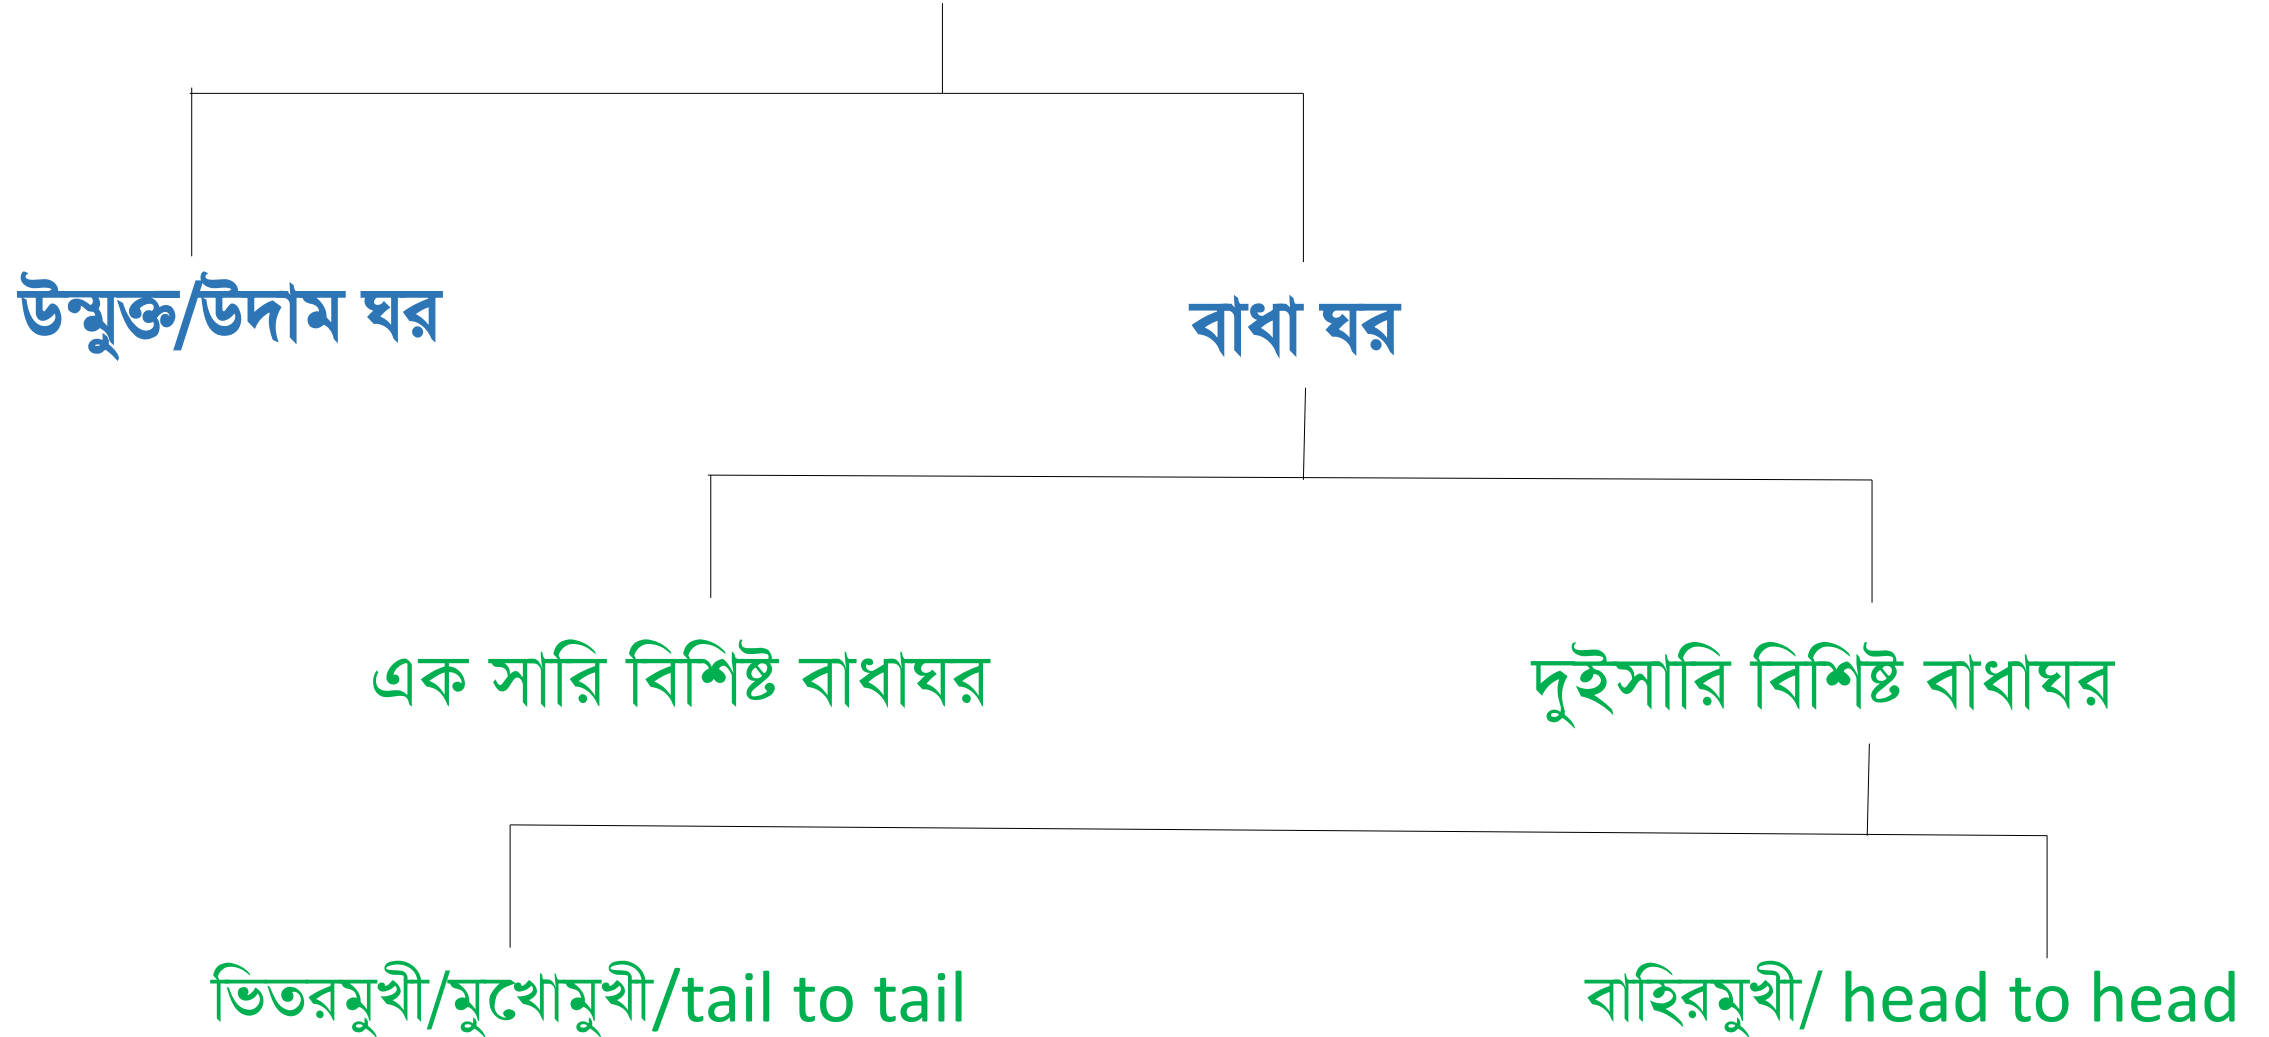 উন্মুক্ত/উদাম ঘর
বাধা ঘর
এক সারি বিশিষ্ট বাধাঘর
দুইসারি বিশিষ্ট বাধাঘর
ভিতরমুখী/মুখোমুখী/tail to tail
বাহিরমুখী/ head to head